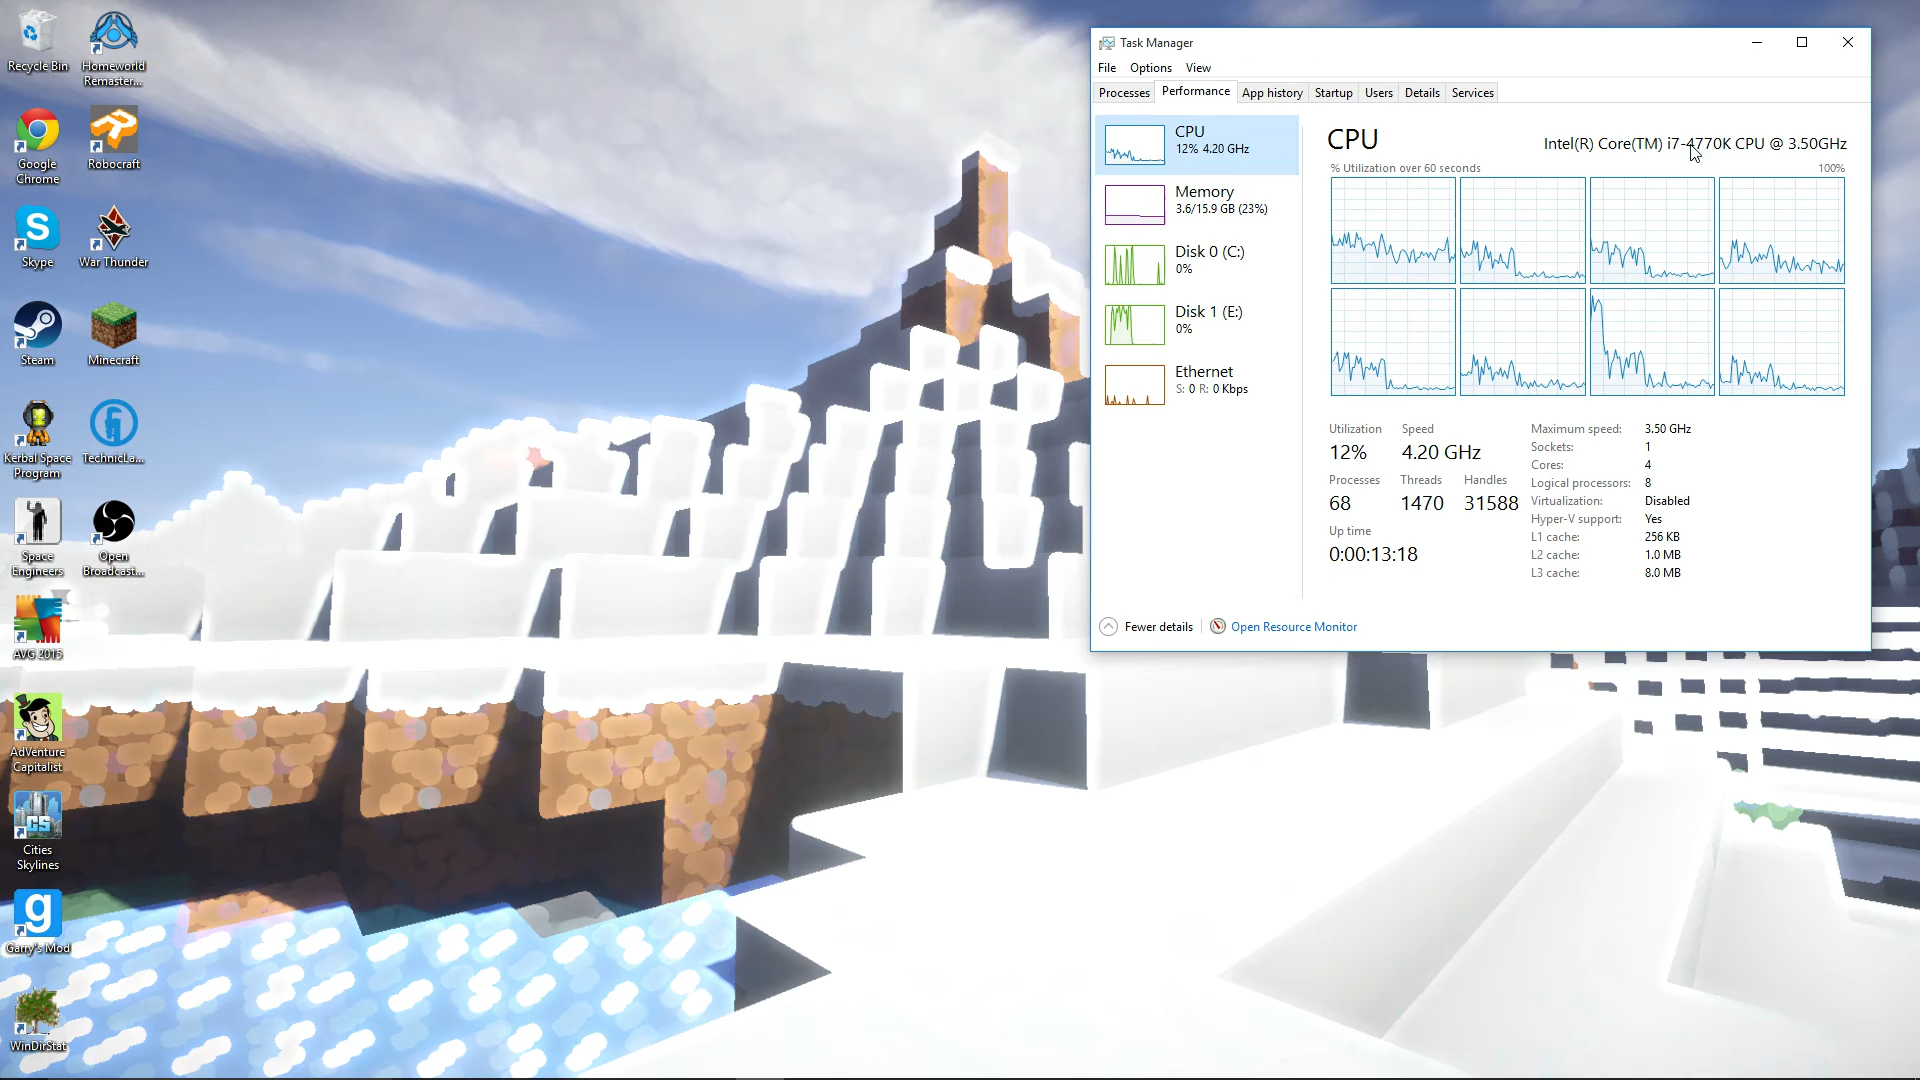 Recycle Bin
Homeworld
Remaster...
Google
Chrome
Robocraft
Skype
War Thunder
Steam
Minecraft
Kerbal Space
Program
TechnicLa...
Space
Engineers
Open
Broadcast...
AVG 2015
AdVenture
Capitalist
CS
Cities
Skylines
g
Garry's Mod
WinDirStat
Task Manager
File Options View
Processes Performance App history Startup Users Details Services
CPU
12% 4.20 GHz
Memory
3.6/15.9 GB (23%)
Disk 0 (C:)
0%
Disk 1 (E:)
0%
Ethernet
S: 0 R: 0 Kbps
CPU Intel(R) Core(TM) i7-4770K CPU @ 3.50GHz
% Utilization over 60 seconds 100%
Utilization Speed
12% 4.20 GHz
Processes Threads Handles
68 1470 31588
Up time
0:00:13:18
Maximum speed: 3.50 GHz
Sockets: 1
Cores: 4
Logical processors: 8
Virtualization: Disabled
Hyper-V support: Yes
L1 cache: 256 KB
L2 cache: 1.0 MB
L3 cache: 8.0 MB
Fewer details Open Resource Monitor